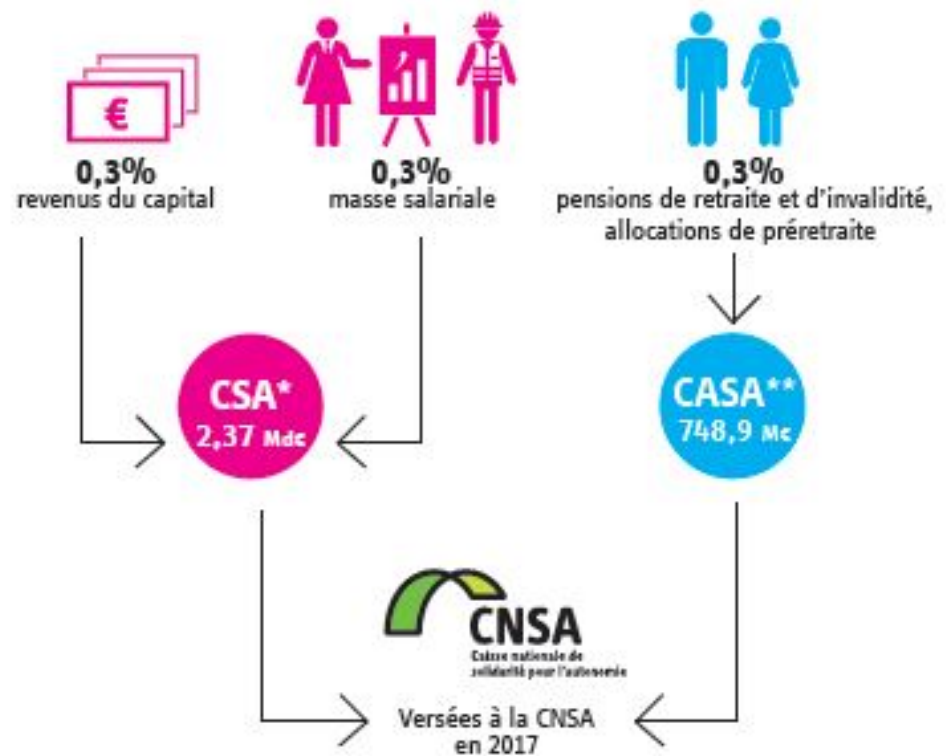 €
0,3%
revenus du capital
0,3%
masse salariale
0,3%
pensions de retraite et d'invalidité,
allocations de préretraite
CSA*
2,37 Md€
CASA**
748,9 M€
CNSA
Caisse nationale de
solidarité pour l'autonomie
Versées à la CNSA
en 2017